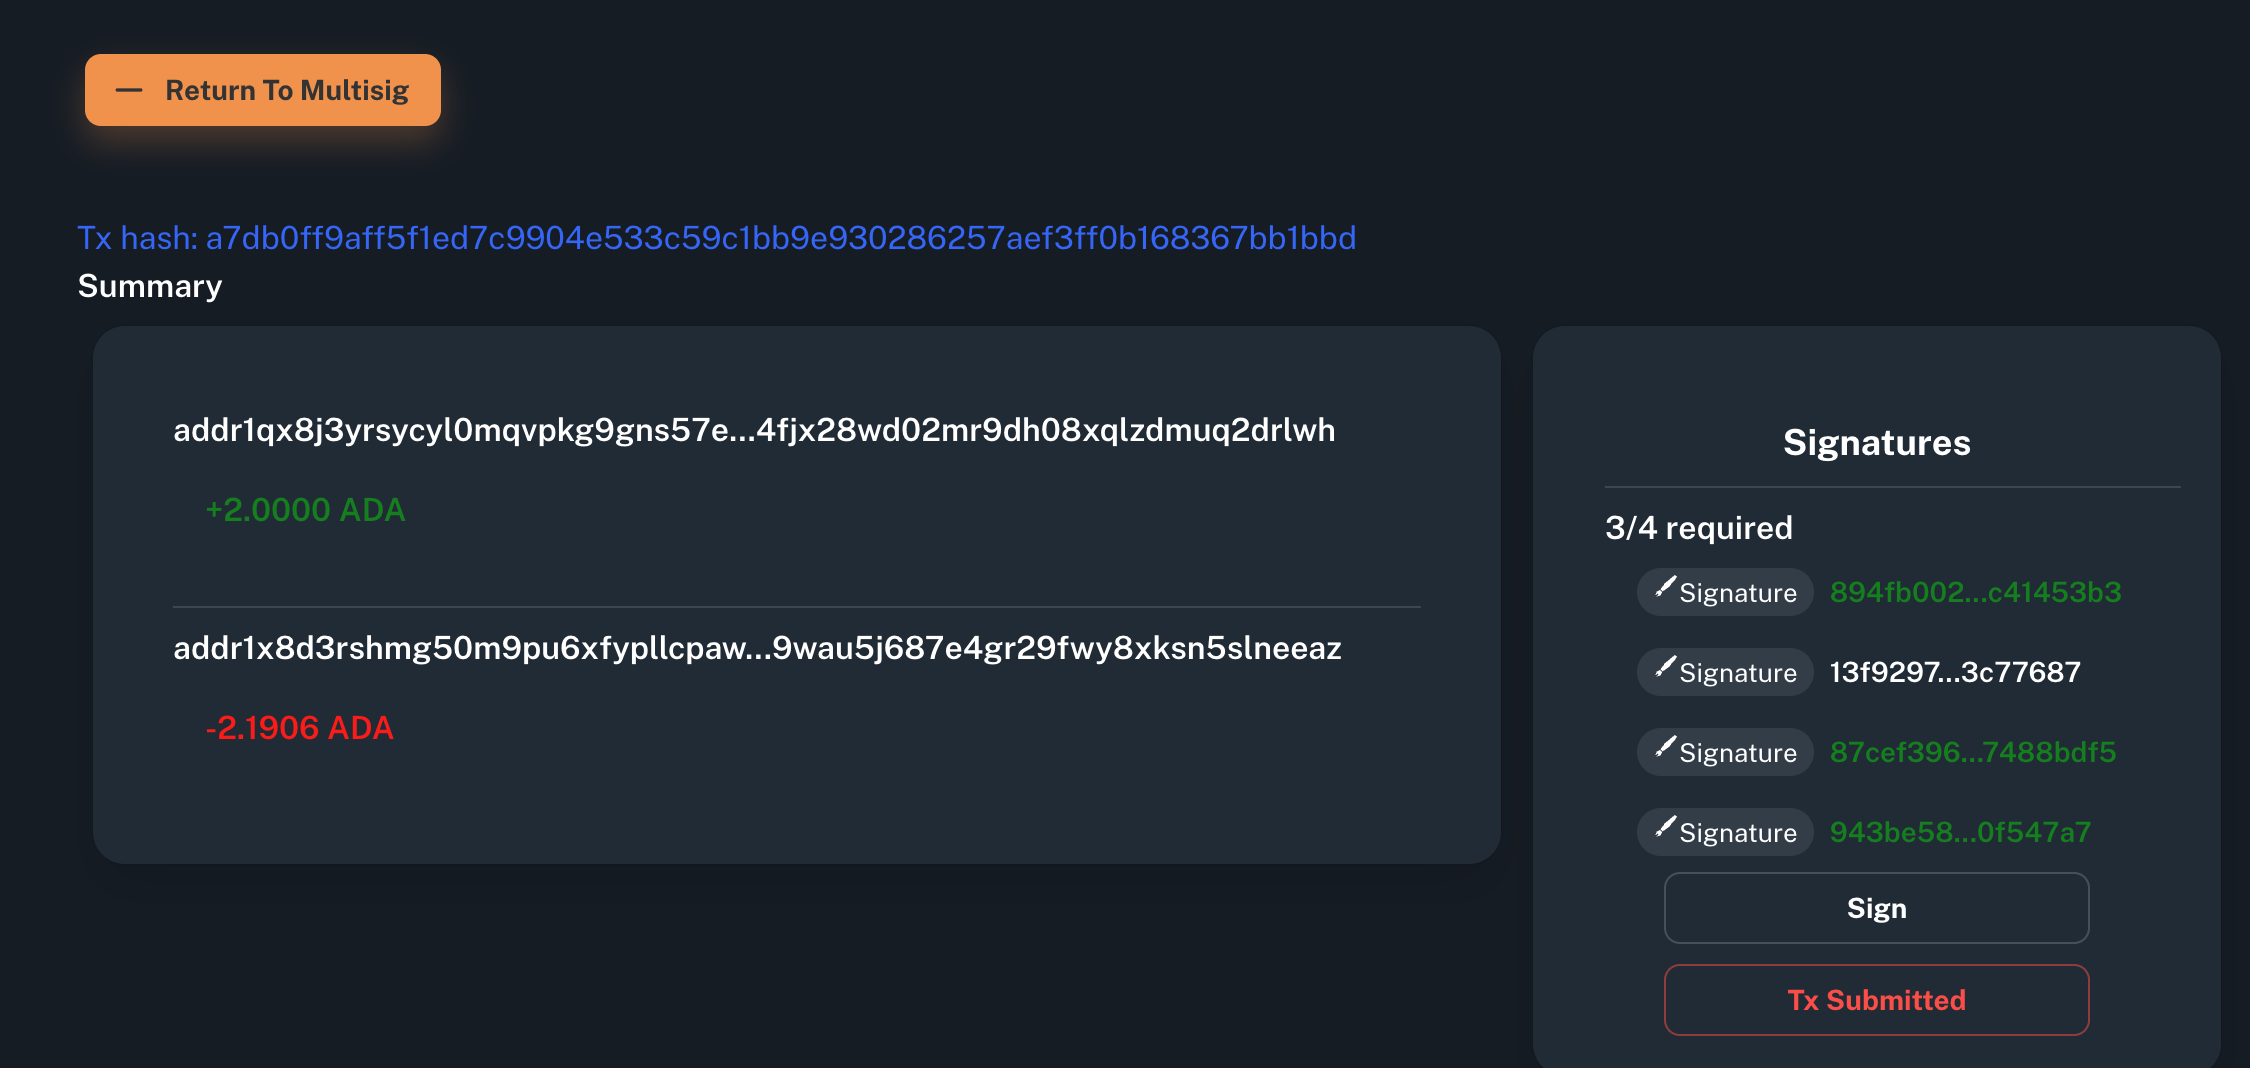 Return To Multisig
Tx hash: a7db0ff9aff5f1ed7c9904e533c59c1bb9e930286257aef3ff0b168367bb1bbd
Summary
addr1qx8j3yrsycyl0mqvpkg9gns57e...4fjx28wd02mr9dh08xqlzdmuq2drlwh
+2.0000 ADA
addr1x8d3rshmg50m9pu6xfypllcpaw...9wau5j687e4gr29fwy8xksn5slneeaz
-2.1906 ADA
Signatures
3/4 required
Signature 894fb002...c41453b3
Signature 13f9297...3c77687
Signature 87cef396...7488bdf5
Signature 943be58...0f547a7
Sign
Tx Submitted